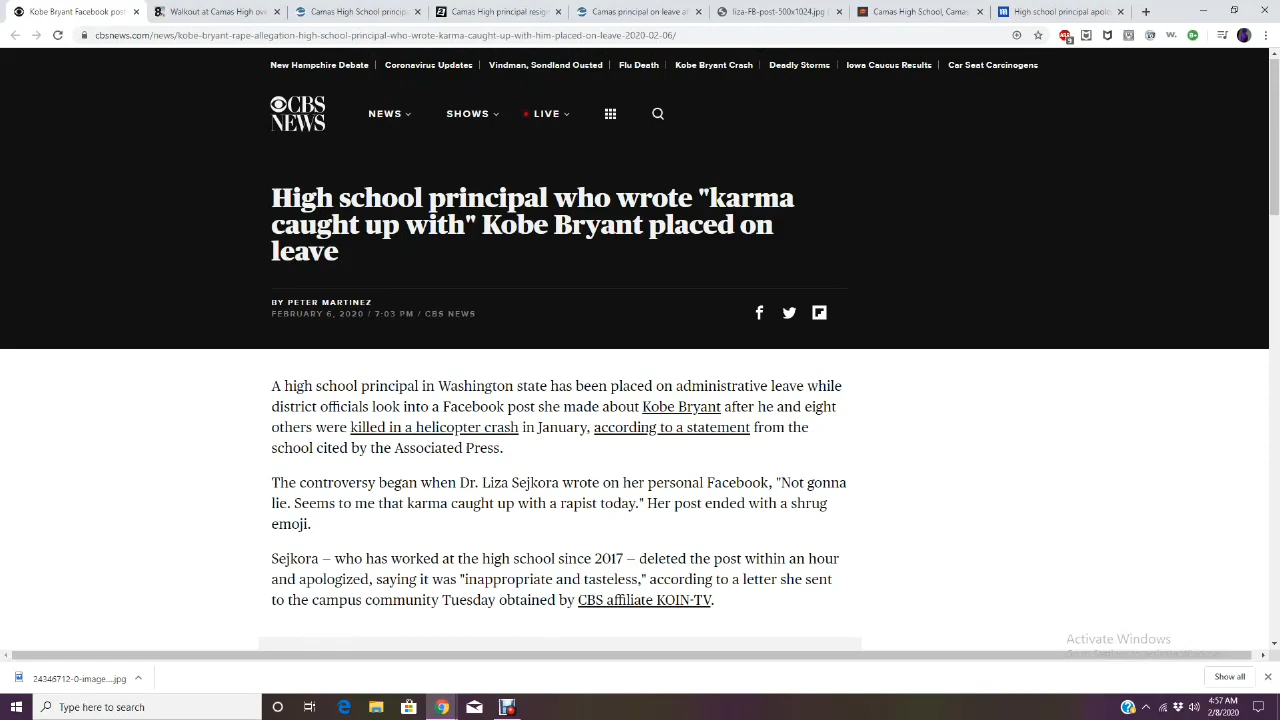 Kobe Bryant Facebook post
Walkout at Camas High ov
Camas High School princip
Camas High principal resign
Camas principal on leave af
liza-FB-post-500x1024.jpg (
Camas High School, Camas
High school principal apolo
cbsnews.com/news/kobe-bryant-rape-allegation-high-school-principal-who-wrote-karma-caught-up-with-him-placed-on-leave-2020-02-06/
New Hampshire Debate | Coronavirus Updates | Vindman, Sondland Ousted | Flu Death | Kobe Bryant Crash | Deadly Storms | Iowa Caucus Results | Car Seat Carcinogens
CBS NEWS
NEWS
SHOWS
LIVE
High school principal who wrote "karma
caught up with" Kobe Bryant placed on
leave
BY PETER MARTINEZ
FEBRUARY 6, 2020 / 7:03 PM / CBS NEWS
A high school principal in Washington state has been placed on administrative leave while
district officials look into a Facebook post she made about Kobe Bryant after he and eight
others were killed in a helicopter crash in January, according to a statement from the
school cited by the Associated Press.
The controversy began when Dr. Liza Sejkora wrote on her personal Facebook, "Not gonna
lie. Seems to me that karma caught up with a rapist today." Her post ended with a shrug
emoji.
Sejkora – who has worked at the high school since 2017 – deleted the post within an hour
and apologized, saying it was "inappropriate and tasteless," according to a letter she sent
to the campus community Tuesday obtained by CBS affiliate KOIN-TV.
Activate Windows
24346712-0-image....jpg
Show all
Type here to search
4:57 AM
2/8/2020